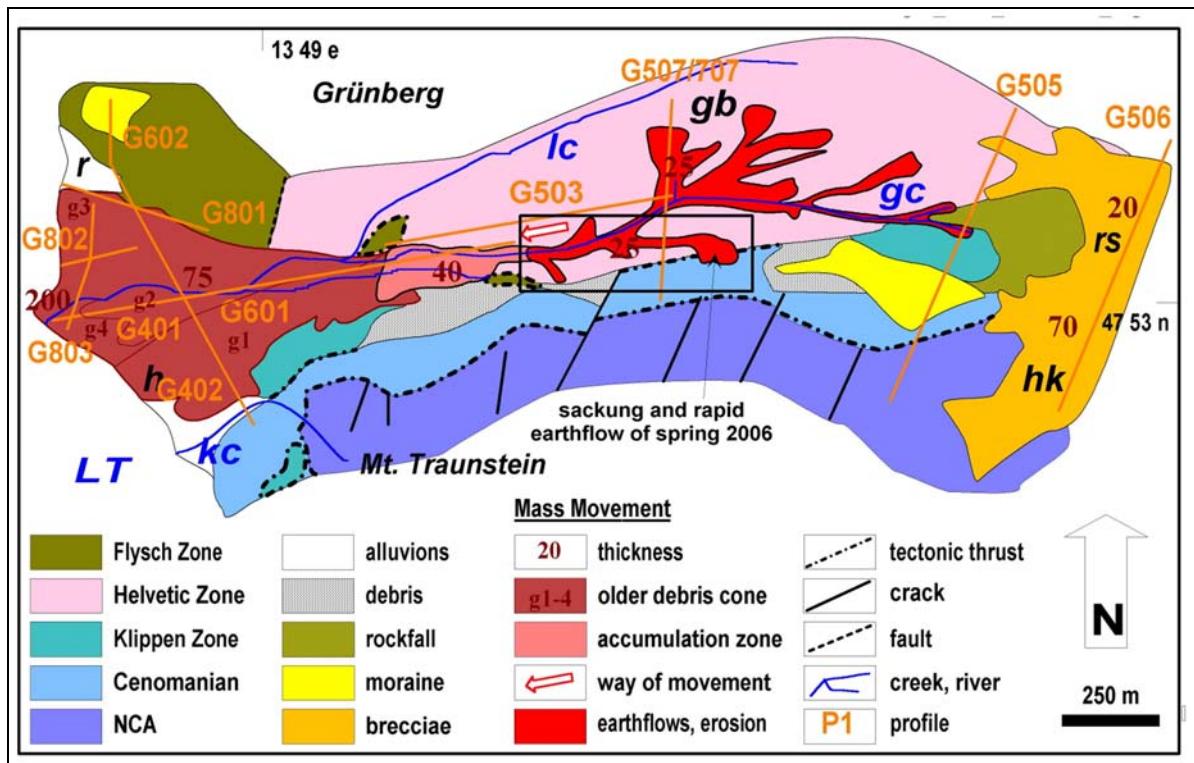 13 49 e
Grünberg
G507/707
gb
G505
G506
G602
r
lc
25
G503
gc
g3
G801
G802
75
40
25
20
rs
200
g2
G401
G601
g4
g1
G803
h
G402
70
47 53 n
hk
sackung and rapid
earthflow of spring 2006
kc
LT
Mt. Traunstein
Mass Movement
Flysch Zone
alluvions
20
thickness
tectonic thrust
Helvetic Zone
debris
g1-4
older debris cone
crack
Klippen Zone
rockfall
accumulation zone
fault
N
Cenomanian
moraine
way of movement
creek, river
250 m
NCA
brecciae
earthflows, erosion
P1
profile